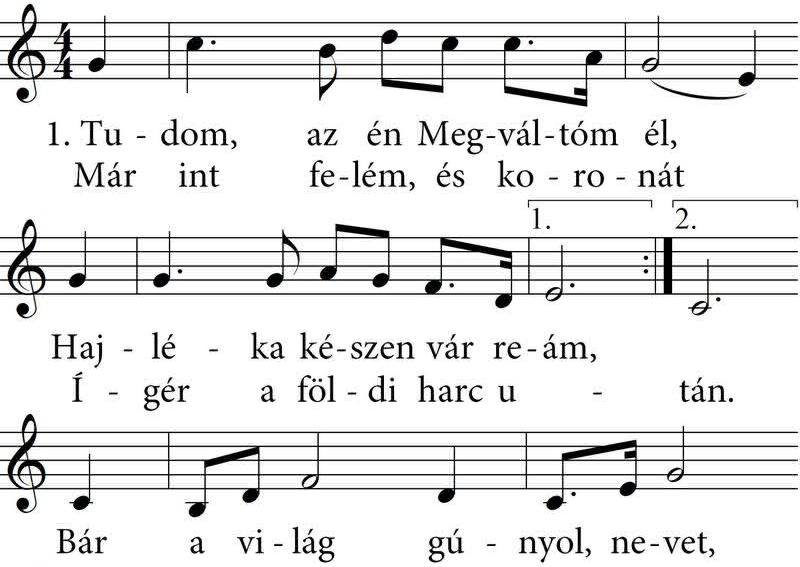 4
4
1. Tu - dom, az én Meg-vál-tóm él,
Már int fe-lém, és ko - ro - nát
1. 2.
Haj - lé - ka ké-szen vár re-ám,
Í - gér a föl-di harc u - tán.
Bár a vi-lág gú - nyol, ne-vet,